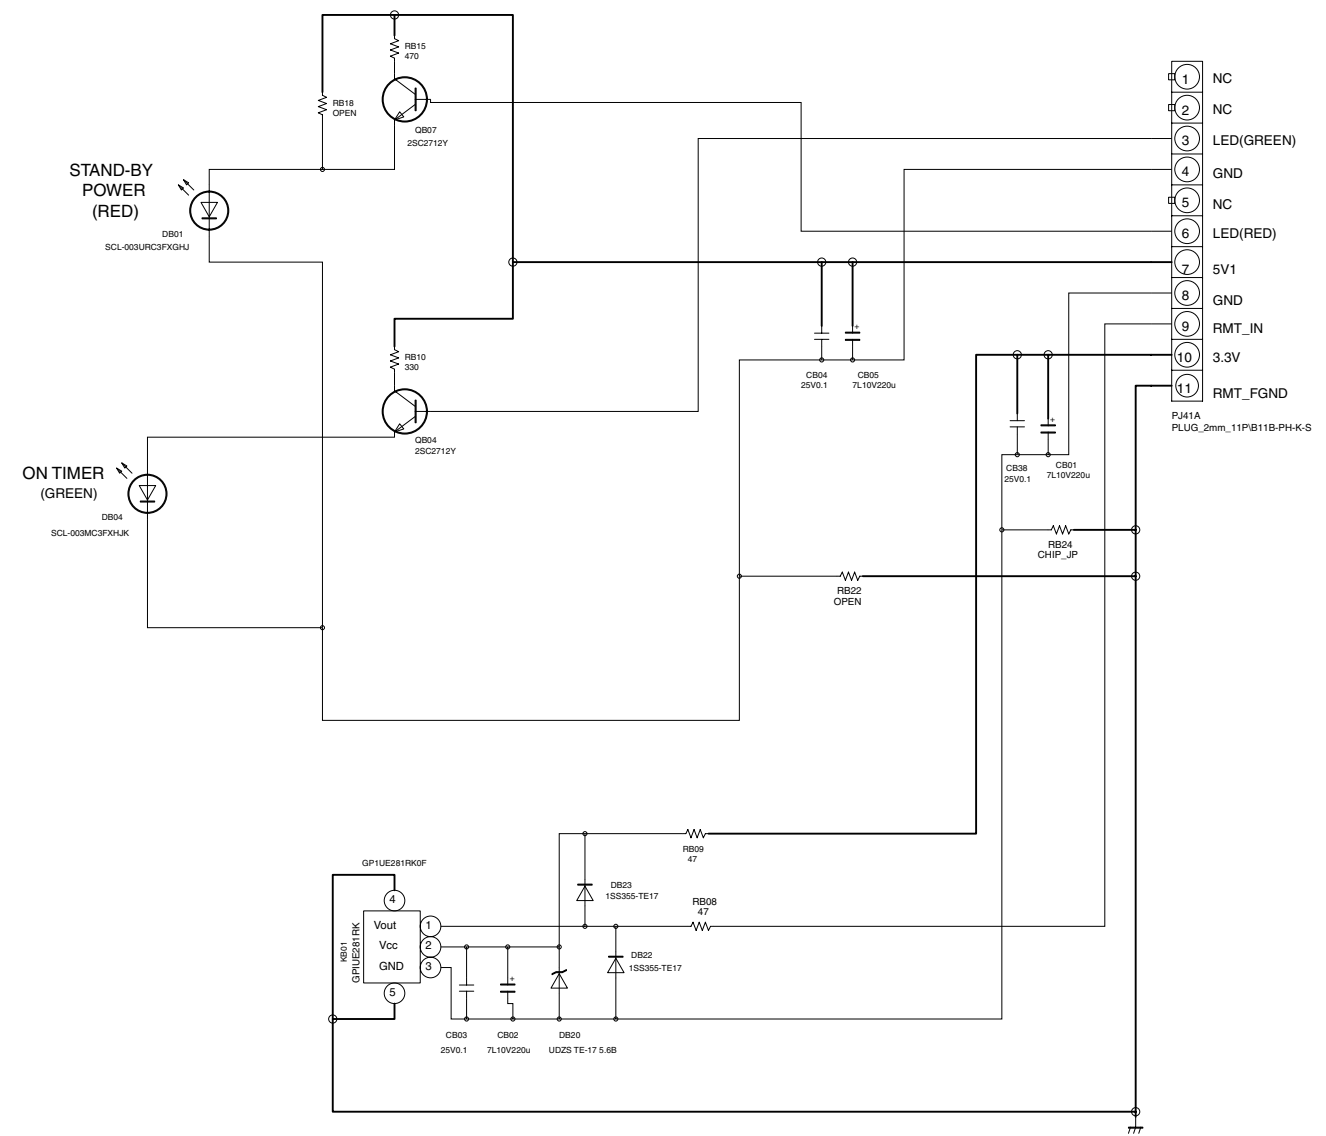 RB15
470
RB18
OPEN
QB07
2SC2712Y
STAND-BY
POWER
(RED)
DB01
SCL-003URC3FXGHJ
1 NC
2 NC
3 LED(GREEN)
4 GND
5 NC
6 LED(RED)
7 5V1
8 GND
9 RMT_IN
10 3.3V
11 RMT_FGND
PJ41A
PLUG_2mm_11P\B11B-PH-K-S
RB10
330
QB04
2SC2712Y
+
CB04
25V0.1
CB05
7L10V220u
+
CB38
25V0.1
CB01
7L10V220u
ON TIMER
(GREEN)
DB04
SCL-003MC3FXHJK
RB24
CHIP_JP
RB22
OPEN
RB09
47
GP1UE281RK0F
DB23
1SS355-TE17
RB08
47
4
KB01
GPIUE281RK
Vout 1
Vcc 2
GND 3
5
DB22
1SS355-TE17
+
CB03
25V0.1
CB02
7L10V220u
DB20
UDZS TE-17 5.6B